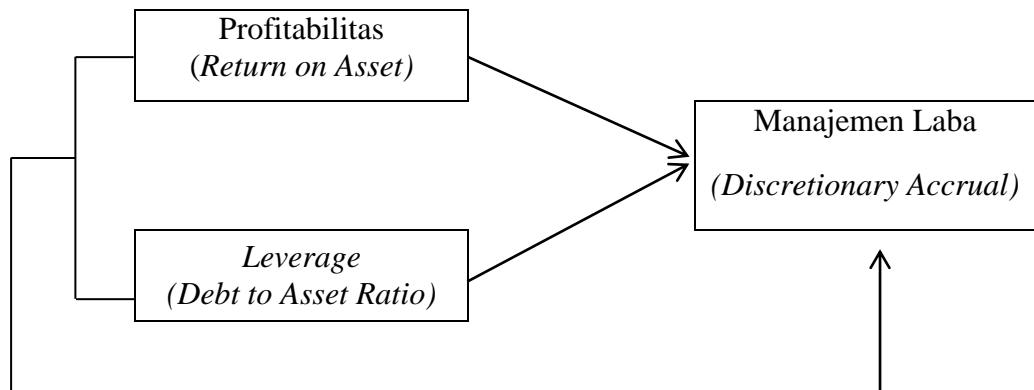 Profitabilitas
(Return on Asset)
Manajemen Laba
(Discretionary Accrual)
Leverage
(Debt to Asset Ratio)